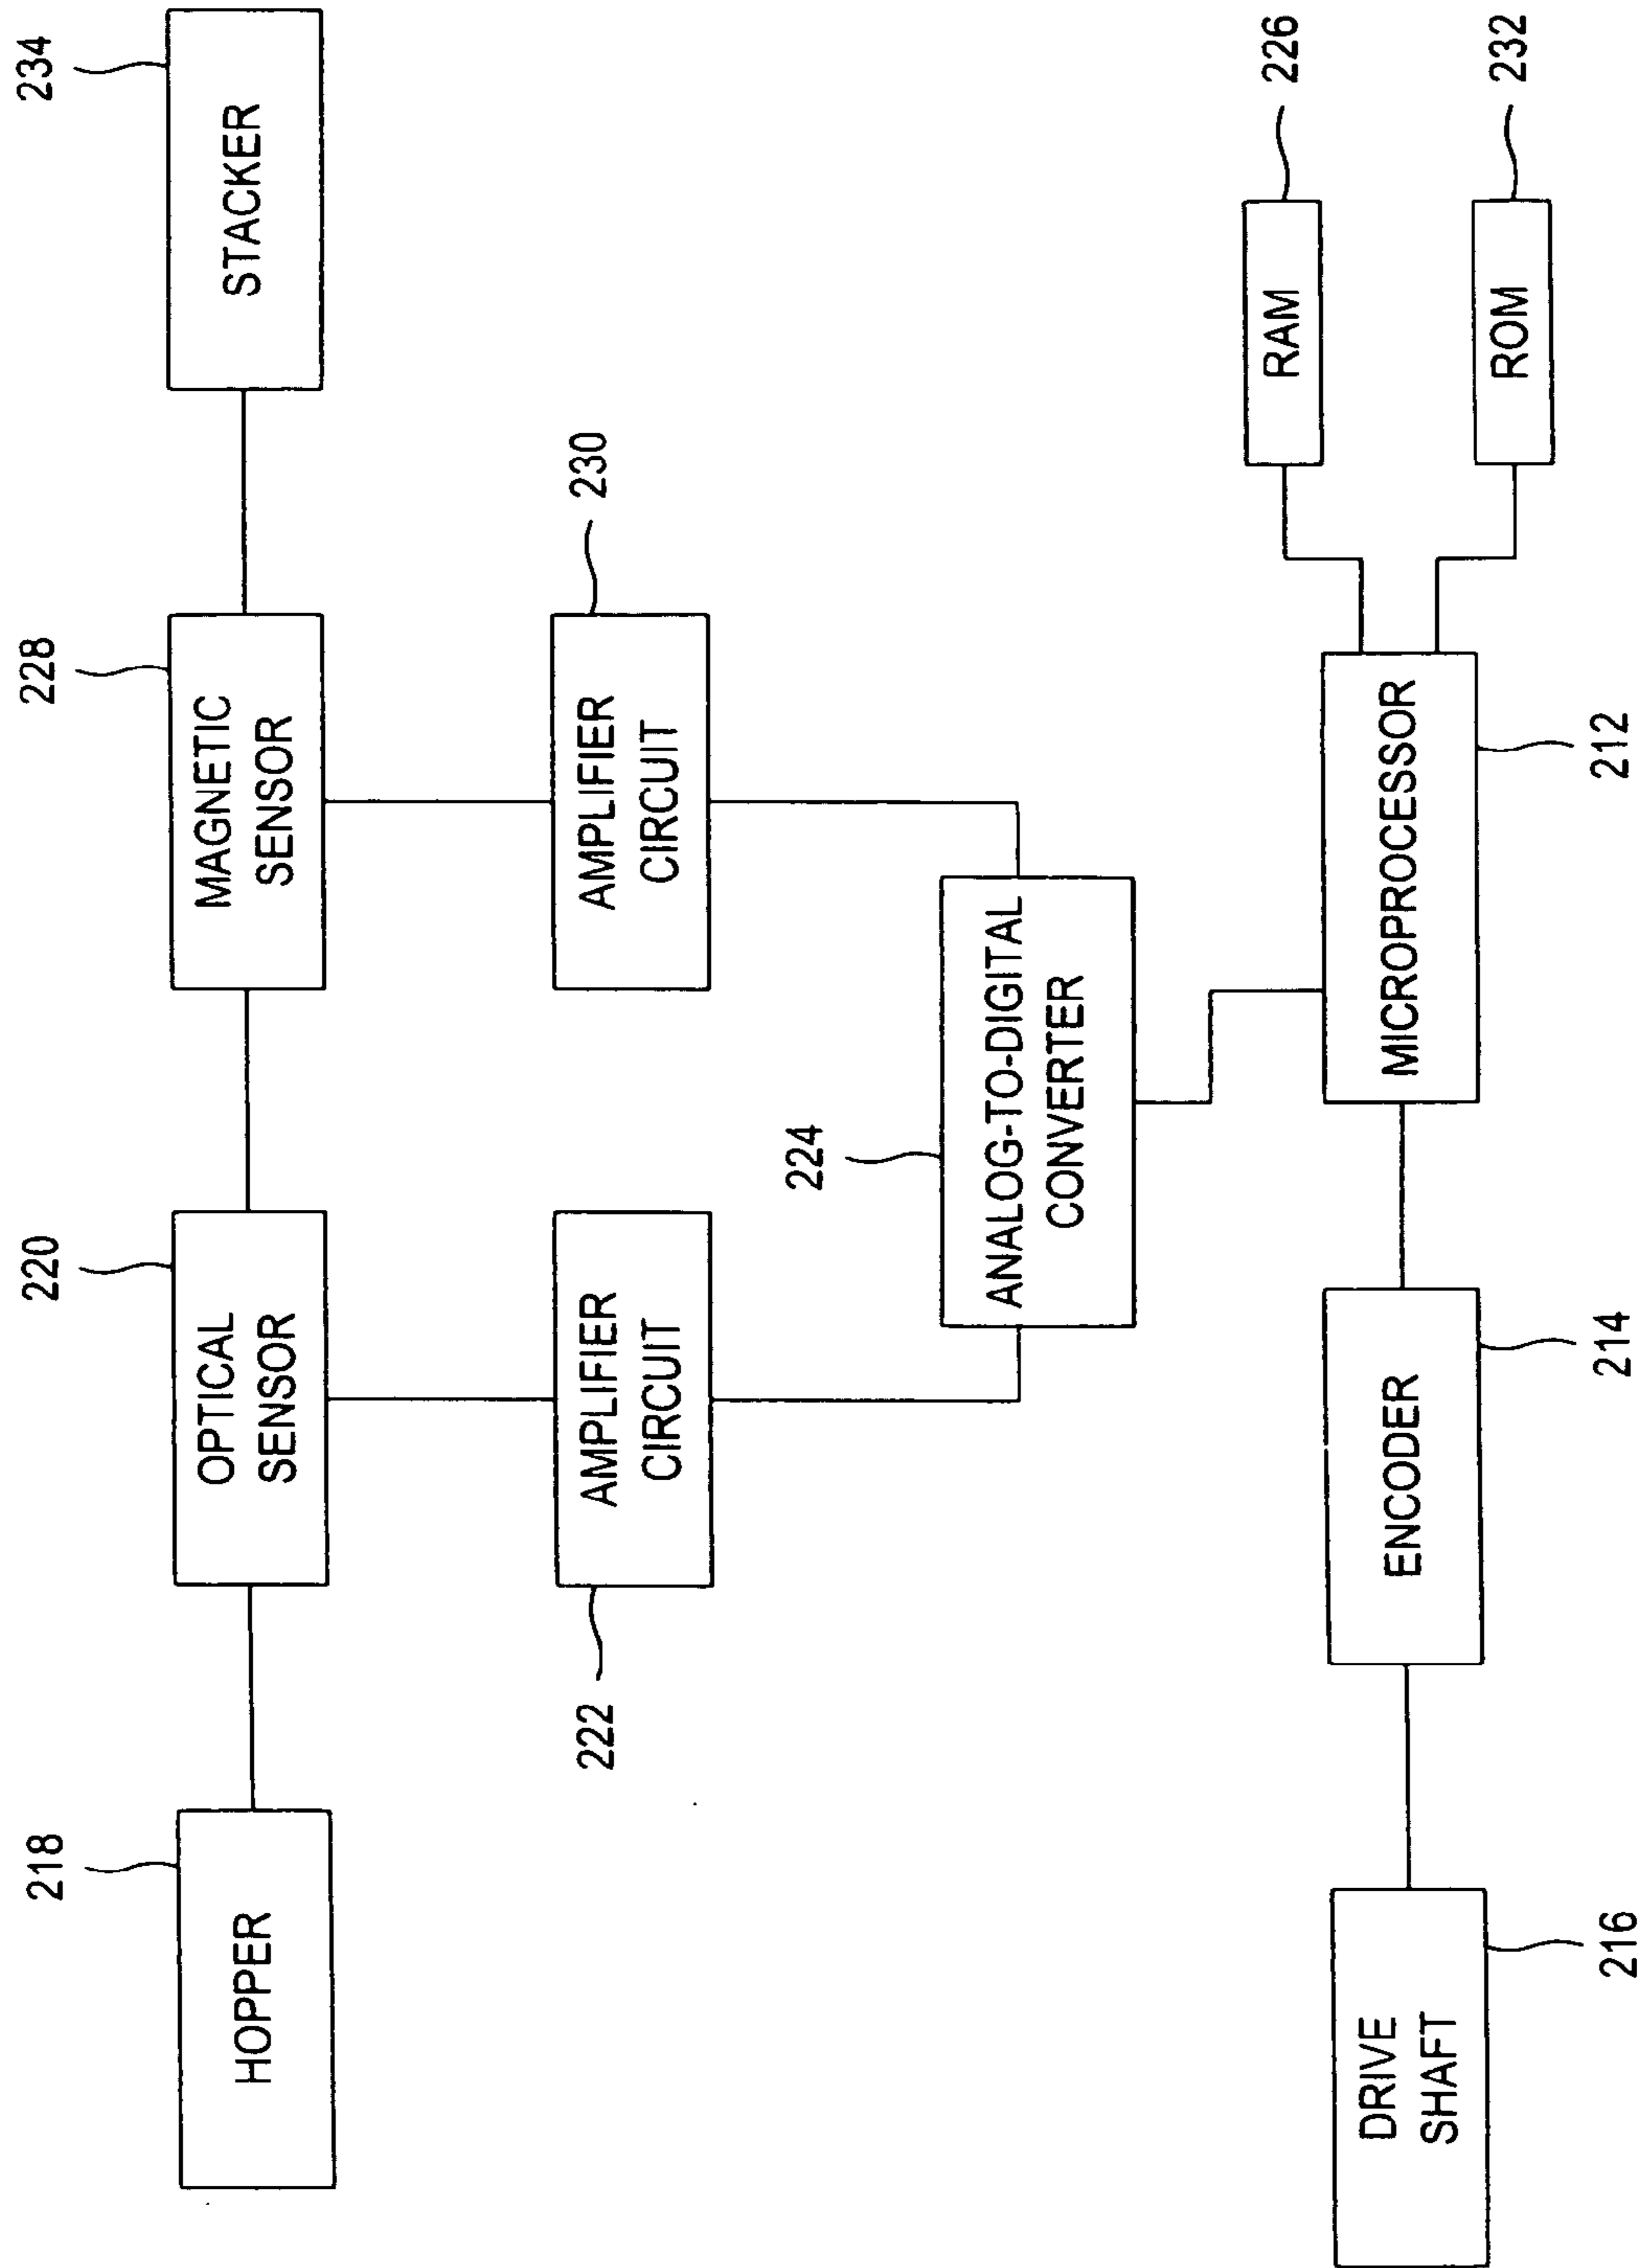 218
220
228
234
HOPPER
OPTICAL
SENSOR
MAGNETIC
SENSOR
STACKER
222
AMPLIFIER
CIRCUIT
AMPLIFIER
CIRCUIT
230
224
ANALOG-TO-DIGITAL
CONVERTER
RAM
226
DRIVE
SHAFT
ENCODER
MICROPROCESSOR
ROM
232
216
214
212